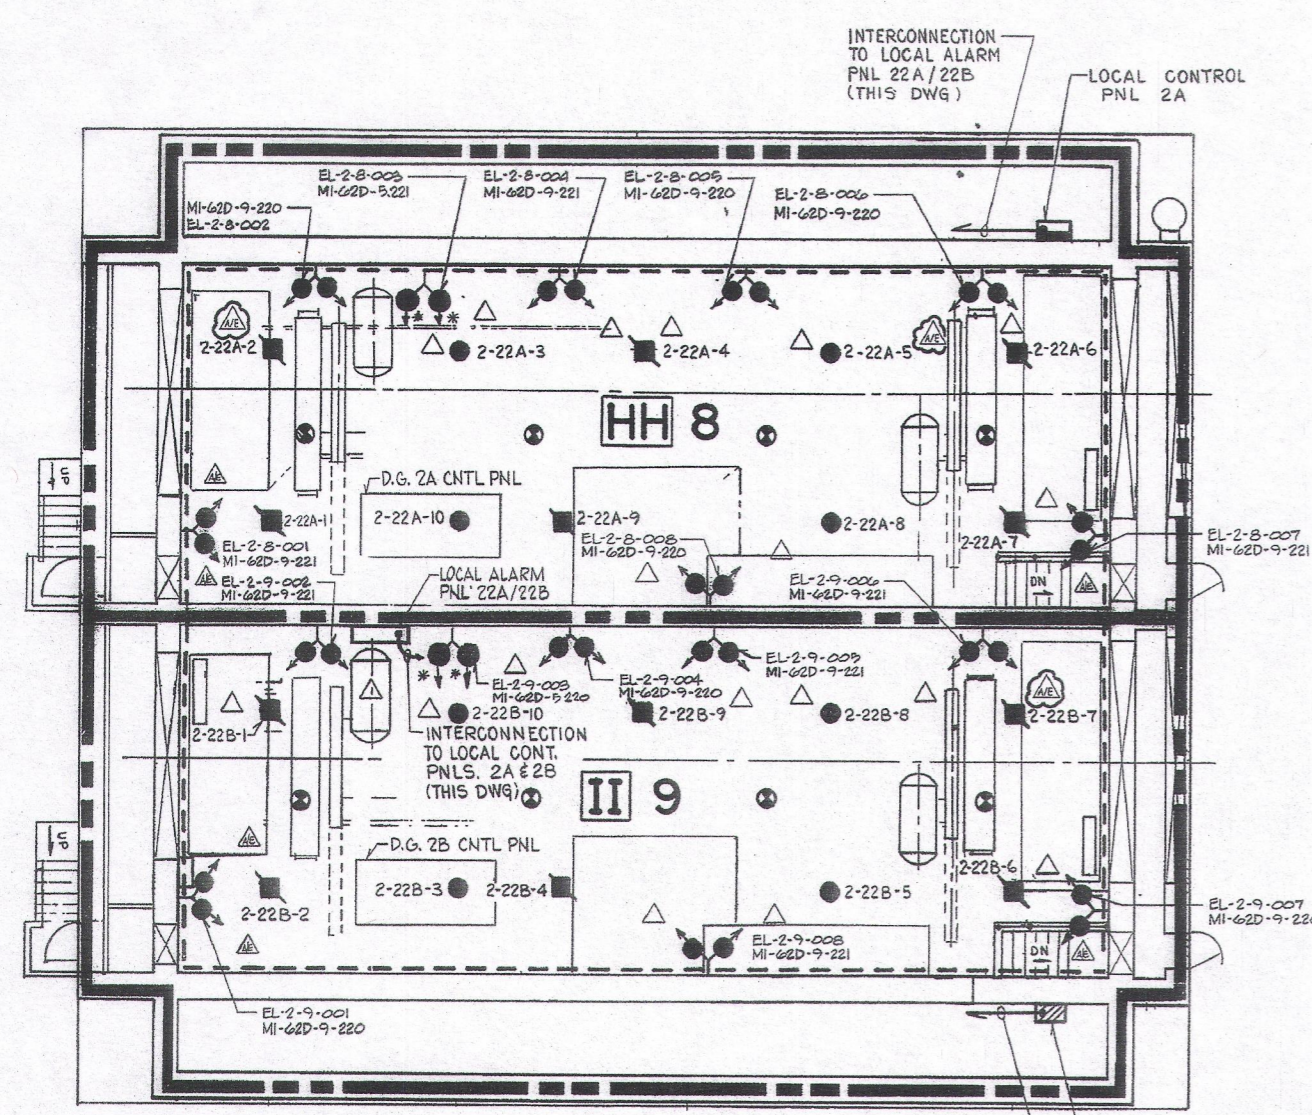 INTERCONNECTION
TO LOCAL ALARM
PNL 22A/22B
(THIS DWG)
LOCAL CONTROL
PNL 2A
EL-2-8-003
MI-62D-5.221
EL-2-8-004
MI-62D-9-221
EL-2-8-005
MI-62D-9-220
EL-2-8-006
MI-62D-9-220
MI-62D-9-220
EL-2-8-002
A/E
A/E
* *
2-22A-2
2-22A-3
2-22A-4
2-22A-5
2-22A-6
HH 8
UP
A/E
D.G. 2A CNTL PNL
2-22A-1
2-22A-10
2-22A-9
2-22A-8
2-22A-7
EL-2-8-001
MI-62D-9-221
EL-2-8-008
MI-62D-9-220
EL-2-8-007
MI-62D-9-221
A/E
EL-2-9-002
MI-62D-9-221
LOCAL ALARM
PNL 22A/22B
EL-2-9-006
MI-62D-9-221
DN
A/E
* *
EL-2-9-003
MI-62D-5 220
EL-2-9-004
MI-62D-9-220
EL-2-9-005
MI-62D-9-221
1
A/E
2-22B-1
2-22B-10
2-22B-9
2-22B-8
2-22B-7
INTERCONNECTION
TO LOCAL CONT.
PNLS. 2A & 2B
(THIS DWG)
II 9
UP
A/E
D.G. 2B CNTL PNL
2-22B-2
2-22B-3
2-22B-4
2-22B-5
2-22B-6
EL-2-9-007
MI-62D-9-220
A/E
EL-2-9-008
MI-62D-9-221
DN
A/E
EL-2-9-001
MI-62D-9-220